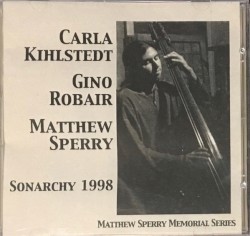 CARLA
KIHLSTEDT
GINO
ROBAIR
MATTHEW
SPERRY
SONARCHY 1998
MATTHEW SPERRY MEMORIAL SERIES